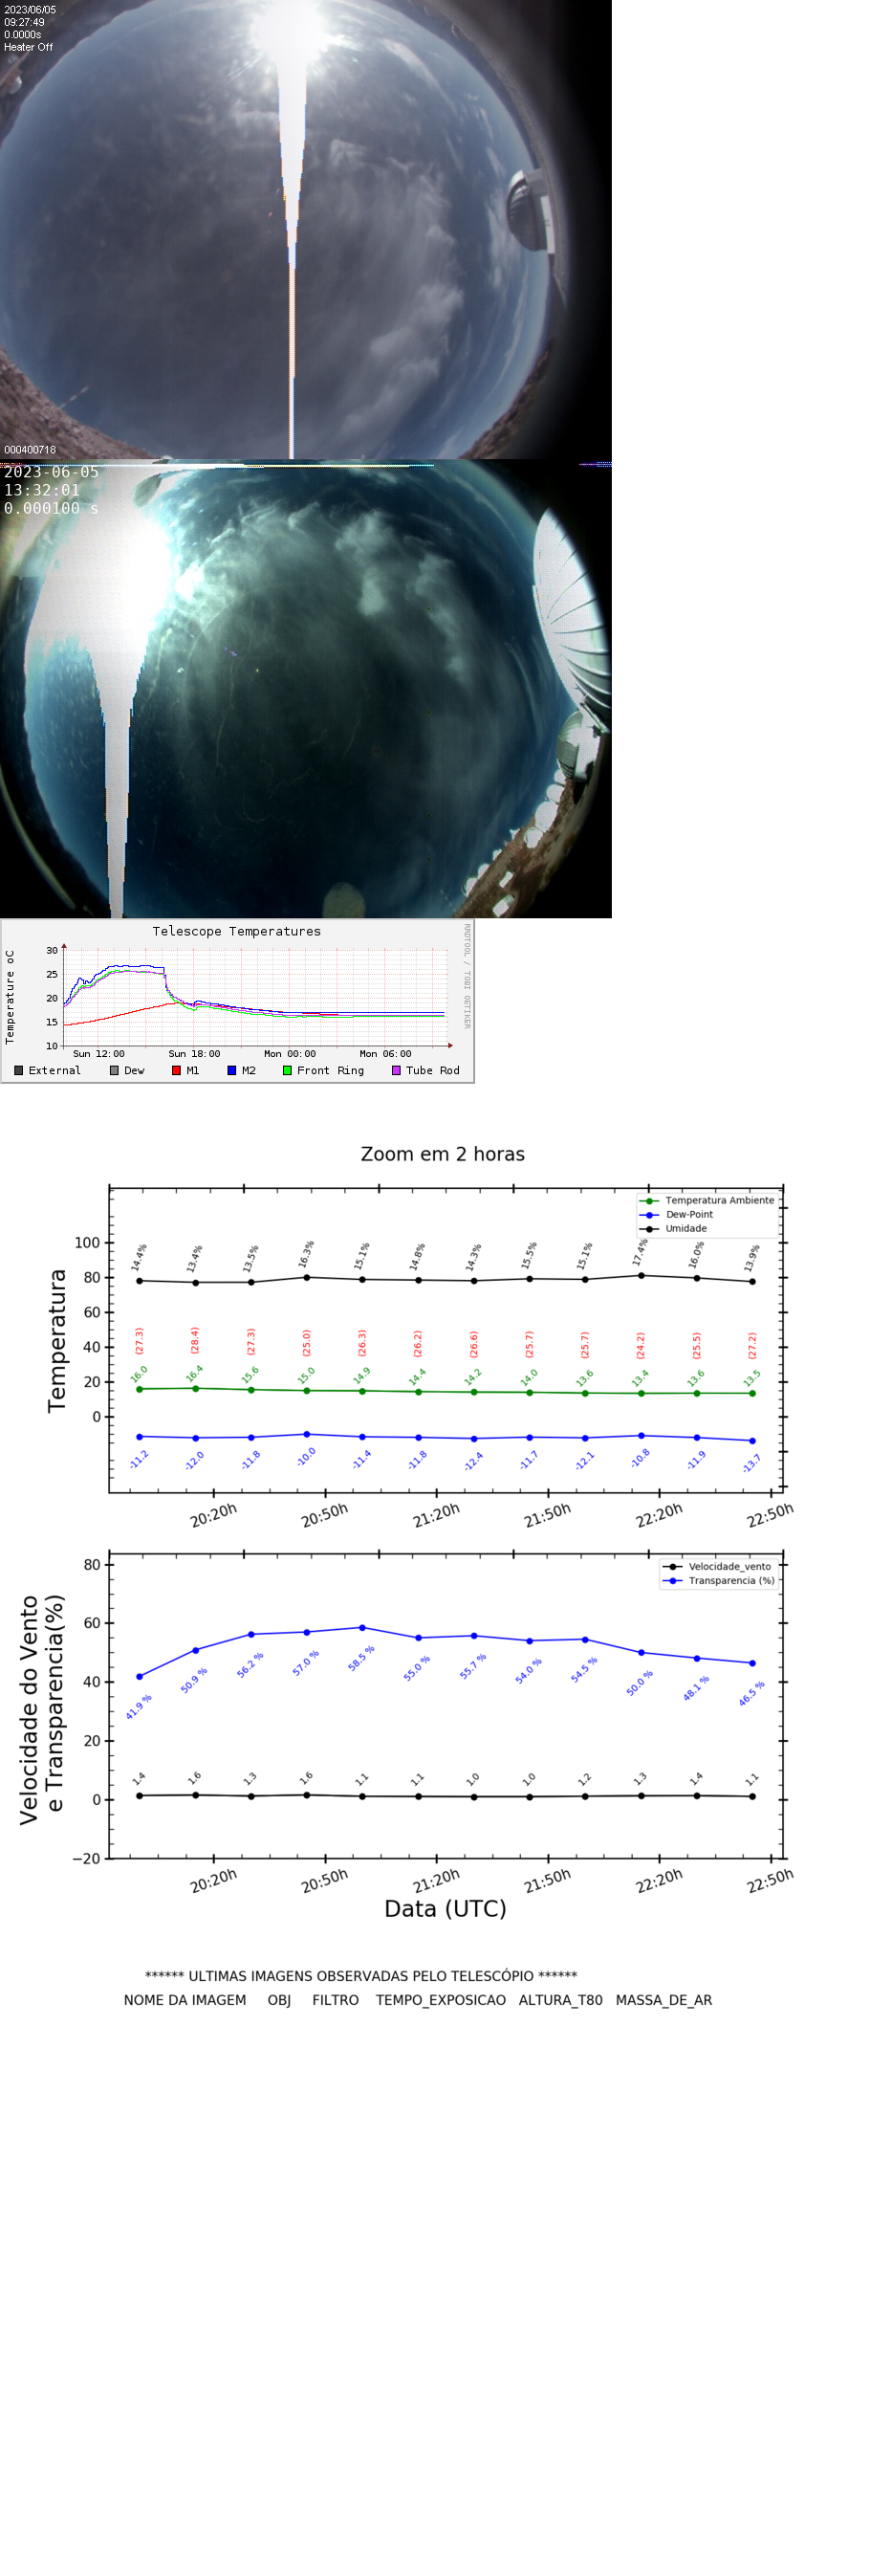 2023/06/05
09:27:49
0.0000s
Heater Off
000400718
2023-06-05
13:32:01
0.000100 s
Telescope Temperatures
RRDTOOL / TOBI OETIKER
Temperature oC
30
25
20
15
10
Sun 12:00 Sun 18:00 Mon 00:00 Mon 06:00
External Dew M1 M2 Front Ring Tube Rod
Zoom em 2 horas
Temperatura Ambiente
Dew-Point
Umidade
Temperatura
100
80
60
40
20
0
14.4% 13.4% 13.5% 16.3% 15.1% 14.8% 14.3% 15.5% 15.1% 17.4% 16.0% 13.9%
(27.3) (28.4) (27.3) (25.0) (26.3) (26.2) (26.6) (25.7) (25.7) (24.2) (25.5) (27.2)
16.0 16.4 15.6 15.0 14.9 14.4 14.2 14.0 13.6 13.4 13.6 13.5
-11.2 -12.0 -11.8 -10.0 -11.4 -11.8 -12.4 -11.7 -12.1 -10.8 -11.9 -13.7
20:20h 20:50h 21:20h 21:50h 22:20h 22:50h
Velocidade_vento
Transparencia (%)
Velocidade do Vento
e Transparencia(%)
80
60
40
20
0
−20
41.9 % 50.9 % 56.2 % 57.0 % 58.5 % 55.0 % 55.7 % 54.0 % 54.5 % 50.0 % 48.1 % 46.5 %
1.4 1.6 1.3 1.6 1.1 1.1 1.0 1.0 1.2 1.3 1.4 1.1
20:20h 20:50h 21:20h 21:50h 22:20h 22:50h
Data (UTC)
****** ULTIMAS IMAGENS OBSERVADAS PELO TELESCÓPIO ******
NOME DA IMAGEM OBJ FILTRO TEMPO_EXPOSICAO ALTURA_T80 MASSA_DE_AR